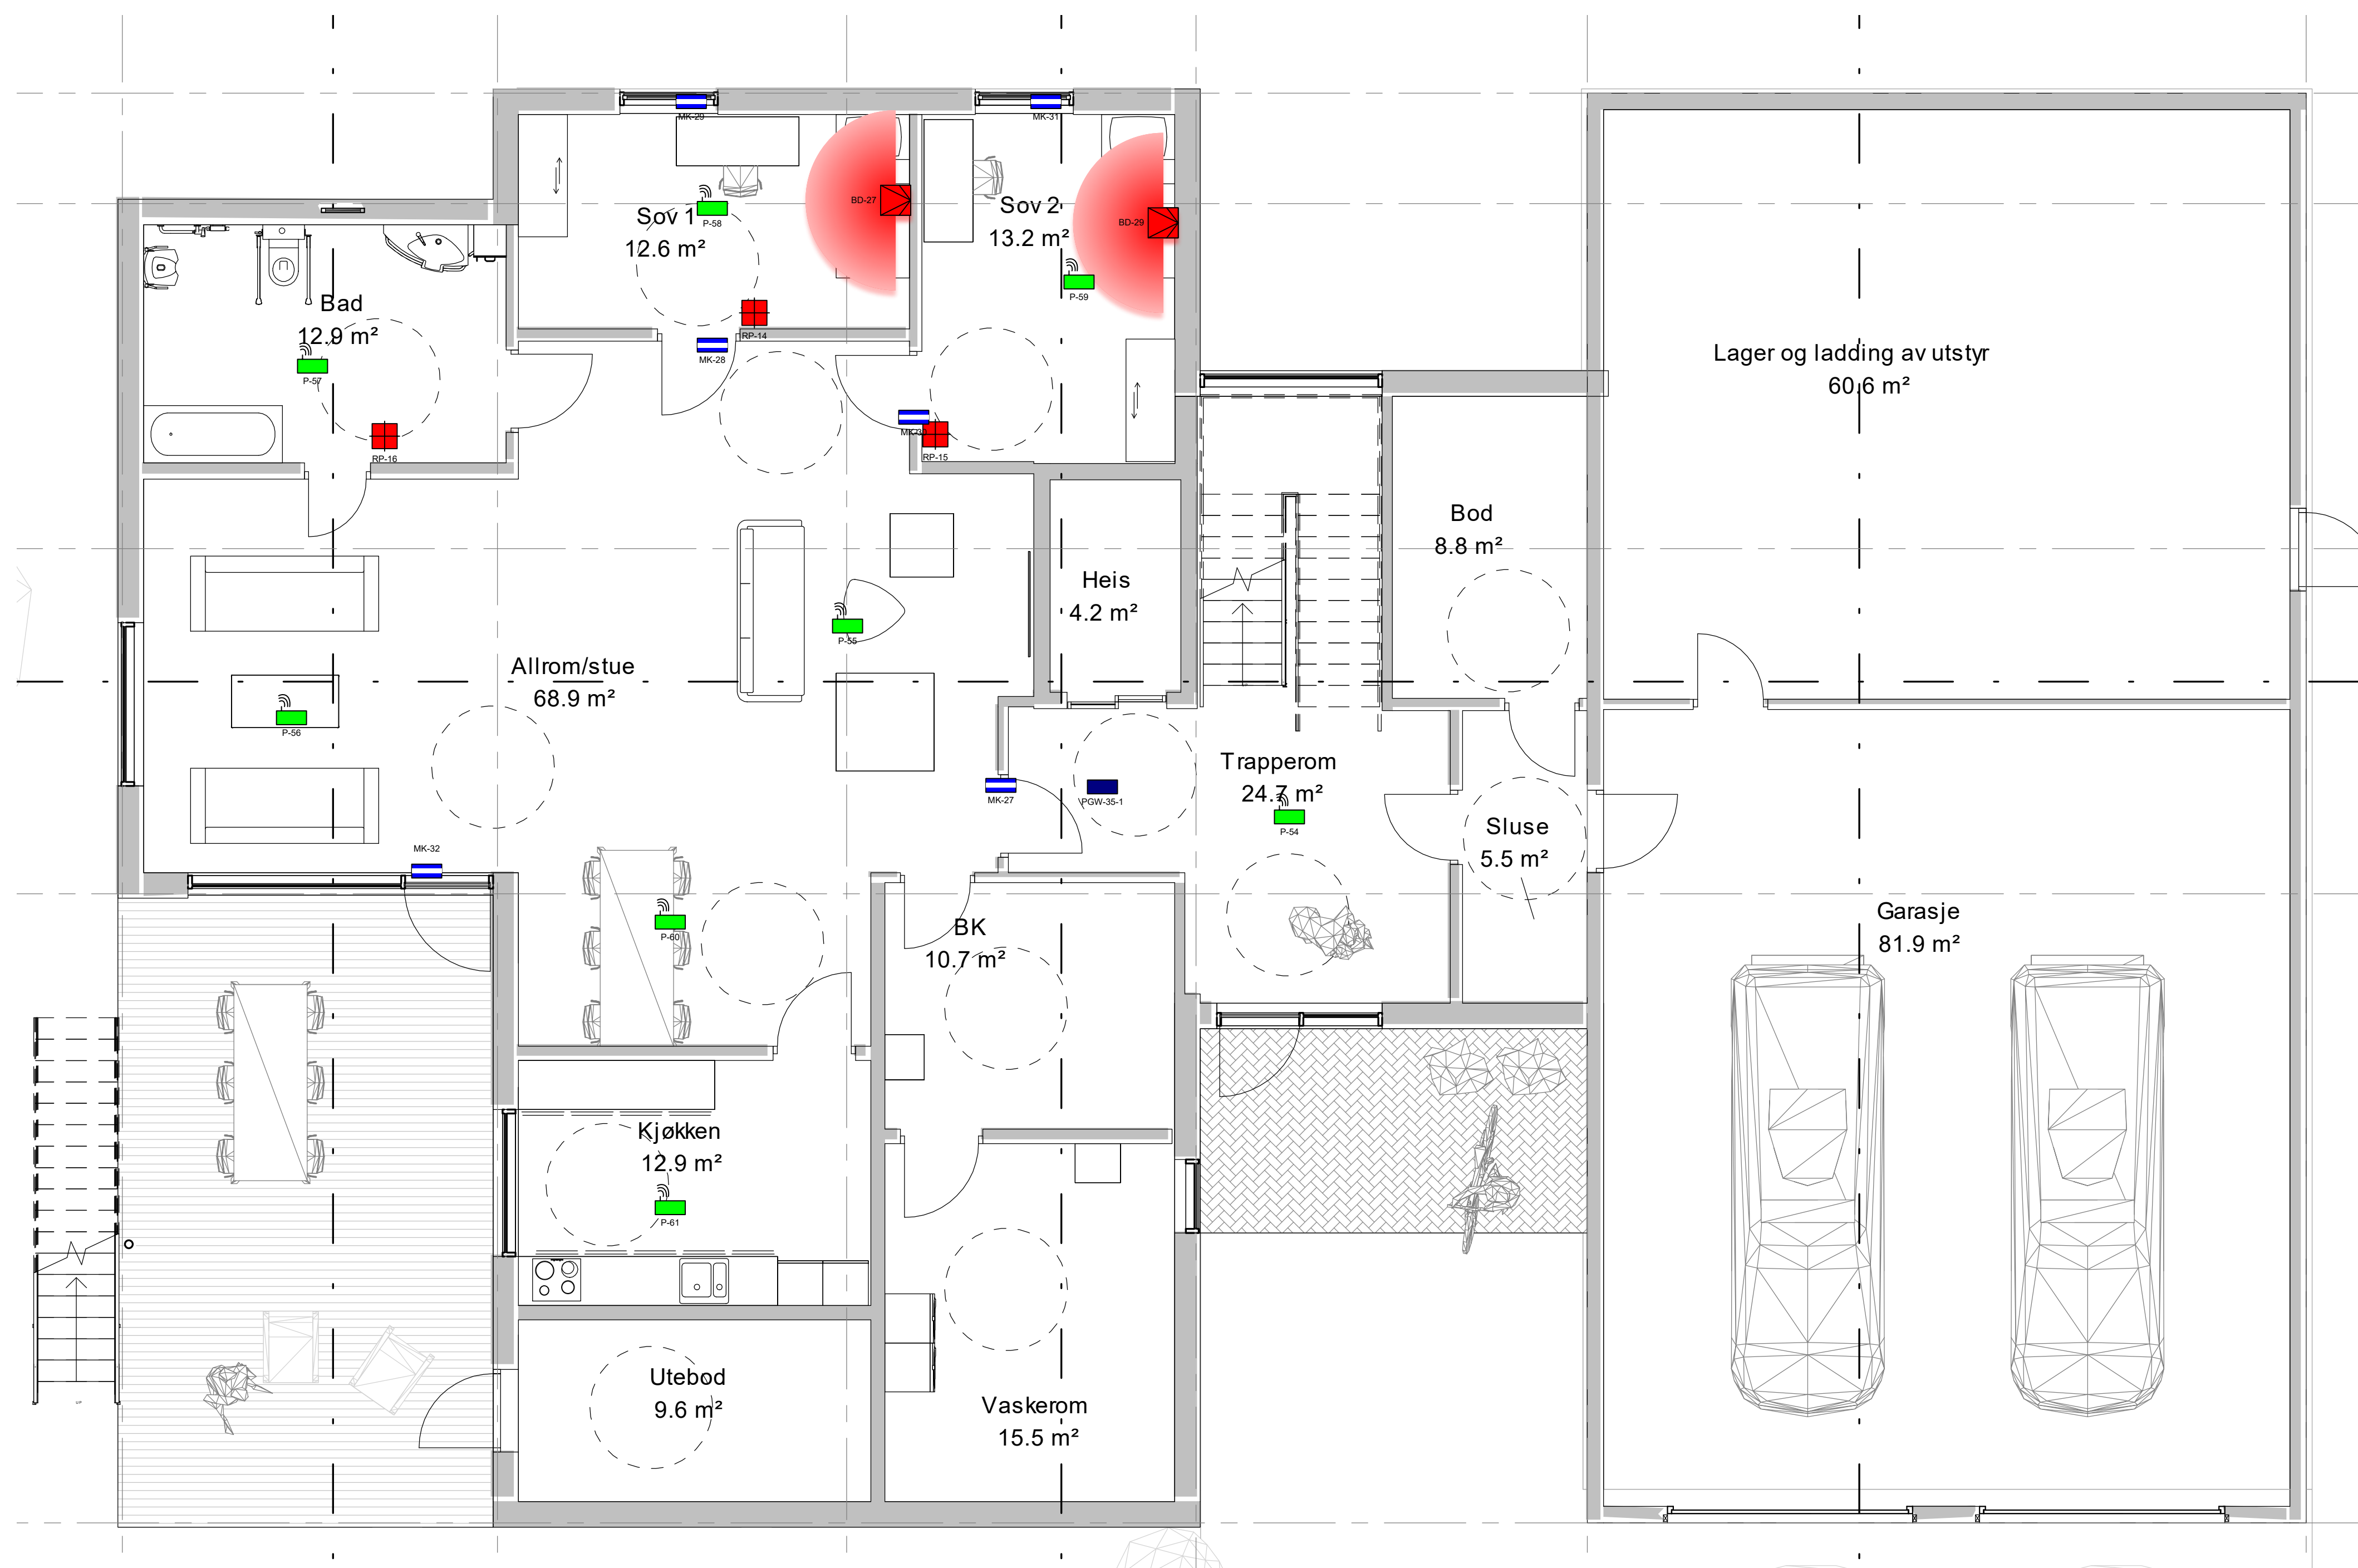 MK-29
MK-31
Sov 1
12.6 m²
P-58
BD-27
Sov 2
13.2 m²
BD-29
P-59
Bad
12.9 m²
P-57
RP-14
MK-28
RP-16
RP-15
Lager og ladding av utstyr
60.6 m²
Bod
8.8 m²
Heis
4.2 m²
P-55
Allrom/stue
68.9 m²
P-56
MK-27
PGW-35-1
Trapperom
24.7 m²
P-54
Sluse
5.5 m²
MK-32
P-60
BK
10.7 m²
Garasje
81.9 m²
Kjøkken
12.9 m²
P-61
Utebod
9.6 m²
Vaskerom
15.5 m²